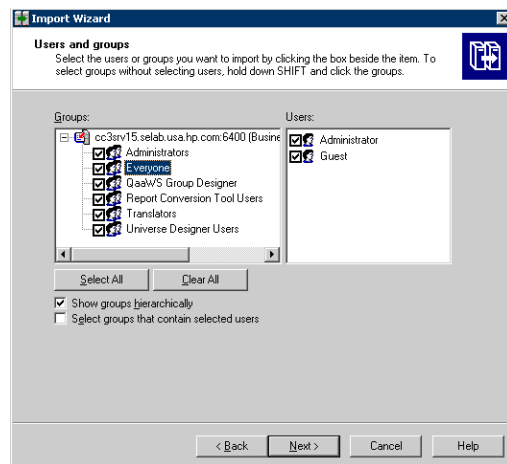 Import Wizard
Users and groups
Select the users or groups you want to import by clicking the box beside the item. To
select groups without selecting users, hold down SHIFT and click the groups.
Groups:
Users:
cc3srv15.selab.usa.hp.com:6400 (Busine
Administrators
Everyone
QaaWS Group Designer
Report Conversion Tool Users
Translators
Universe Designer Users
Administrator
Guest
Select All
Clear All
Show groups hierarchically
Select groups that contain selected users
< Back
Next >
Cancel
Help